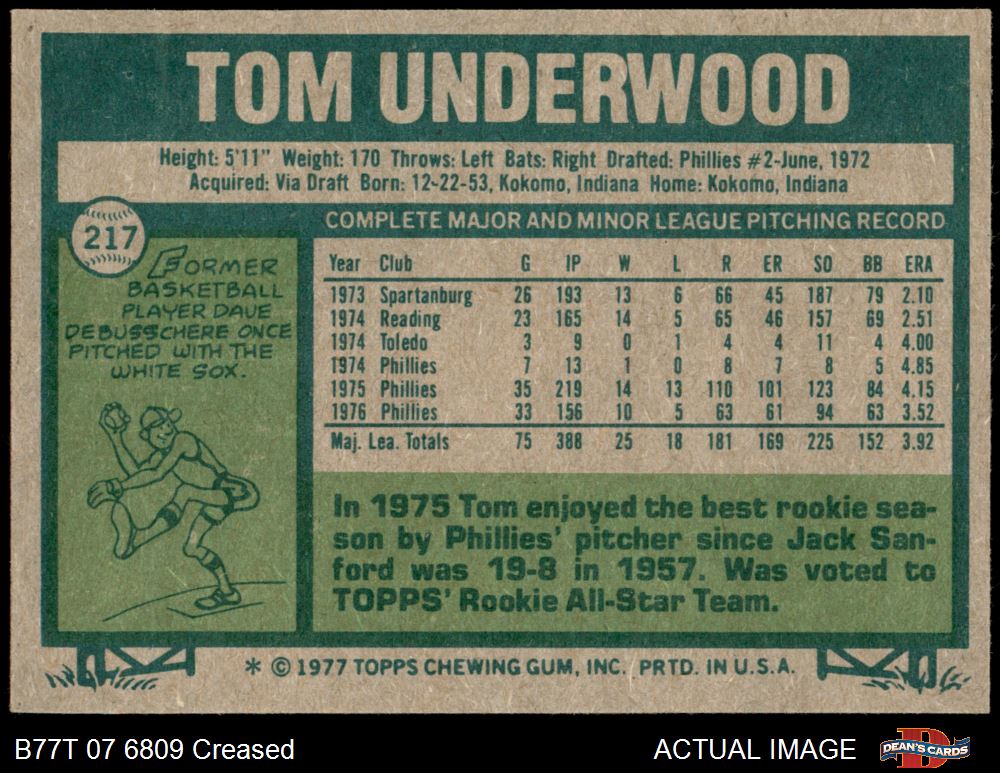 TOM UNDERWOOD
Height: 5'11" Weight: 170 Throws: Left Bats: Right Drafted: Phillies #2-June, 1972
Acquired: Via Draft Born: 12-22-53, Kokomo, Indiana Home: Kokomo, Indiana
217
COMPLETE MAJOR AND MINOR LEAGUE PITCHING RECORD
FORMER
BASKETBALL
PLAYER DAVE
DEBUSSCHERE ONCE
PITCHED WITH THE
WHITE SOX.
Year Club G IP W L R ER SO BB ERA
1973 Spartanburg 26 193 13 6 66 45 187 79 2.10
1974 Reading 23 165 14 5 65 46 157 69 2.51
1974 Toledo 3 9 0 1 4 4 11 4 4.00
1974 Phillies 7 13 1 0 8 7 8 5 4.85
1975 Phillies 35 219 14 13 110 101 123 84 4.15
1976 Phillies 33 156 10 5 63 61 94 63 3.52
Maj. Lea. Totals 75 388 25 18 181 169 225 152 3.92
In 1975 Tom enjoyed the best rookie sea-
son by Phillies' pitcher since Jack San-
ford was 19-8 in 1957. Was voted to
TOPPS' Rookie All-Star Team.
* © 1977 TOPPS CHEWING GUM, INC. PRTD. IN U.S.A.
B77T 07 6809 Creased
ACTUAL IMAGE
DEAN'S CARDS